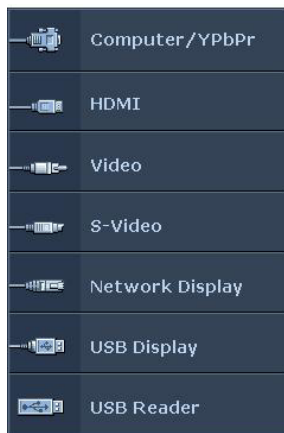 Computer/YPbPr
HDMI
Video
S-Video
Network Display
USB Display
USB Reader